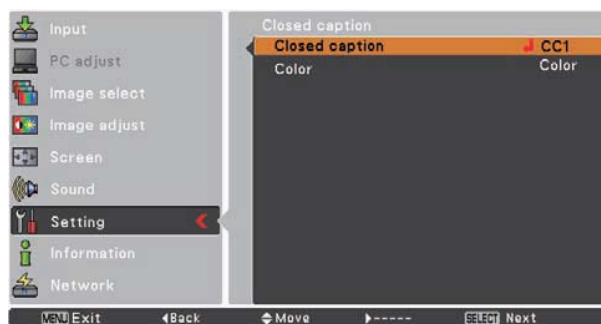 Input
PC adjust
Image select
Image adjust
Screen
Sound
Setting
Information
Network
Closed caption
Closed caption CC1
Color Color
MENU Exit ◀Back Move ▶----- SELECT Next